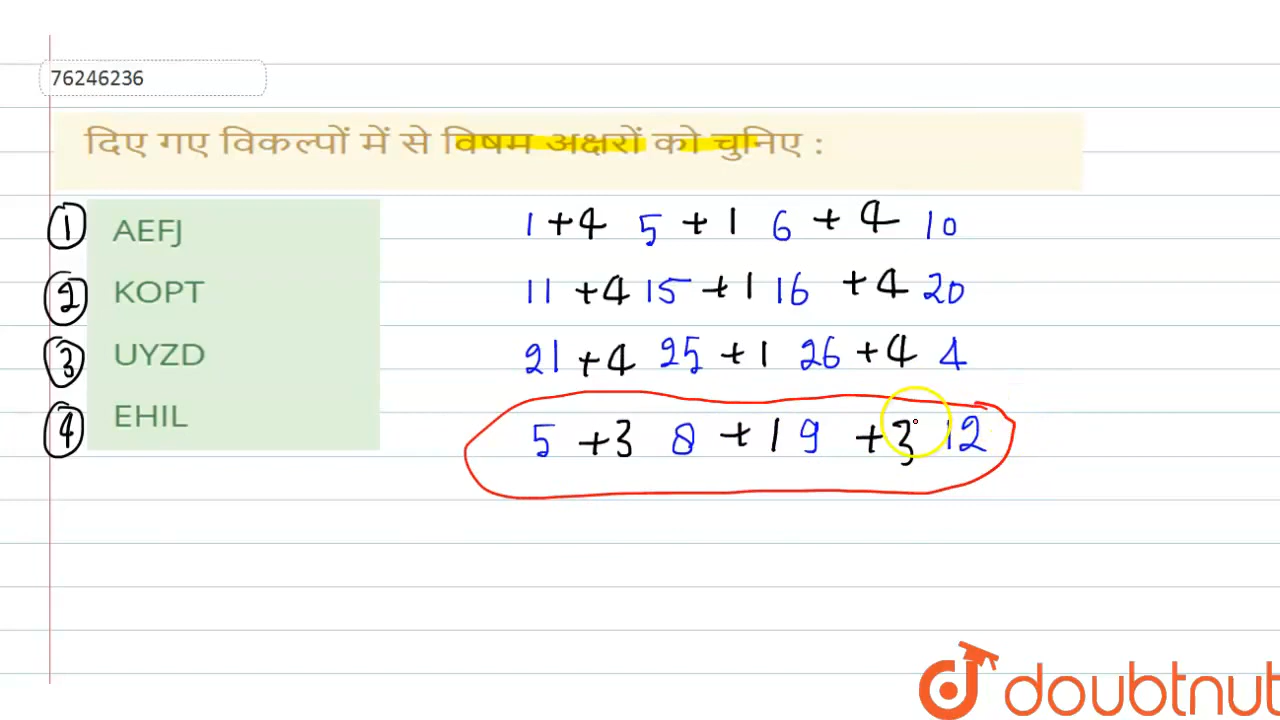 76246236
दिए गए विकल्पों में से विषम अक्षरों को चुनिए :
1 AEFJ 1 +4 5 +1 6 +4 10
2 KOPT 11 +4 15 +1 16 +4 20
3 UYZD 21 +4 25 +1 26 +4 4
4 EHIL 5 +3 8 +1 9 +3 12
doubtnut